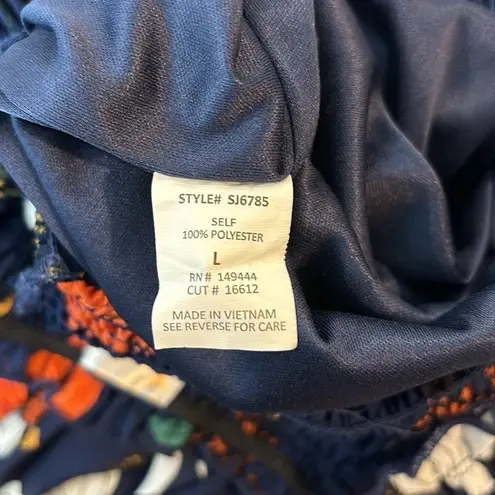 STYLE# SJ6785
SELF
100% POLYESTER
L
RN# 149444
CUT # 16612
MADE IN VIETNAM
SEE REVERSE FOR CARE